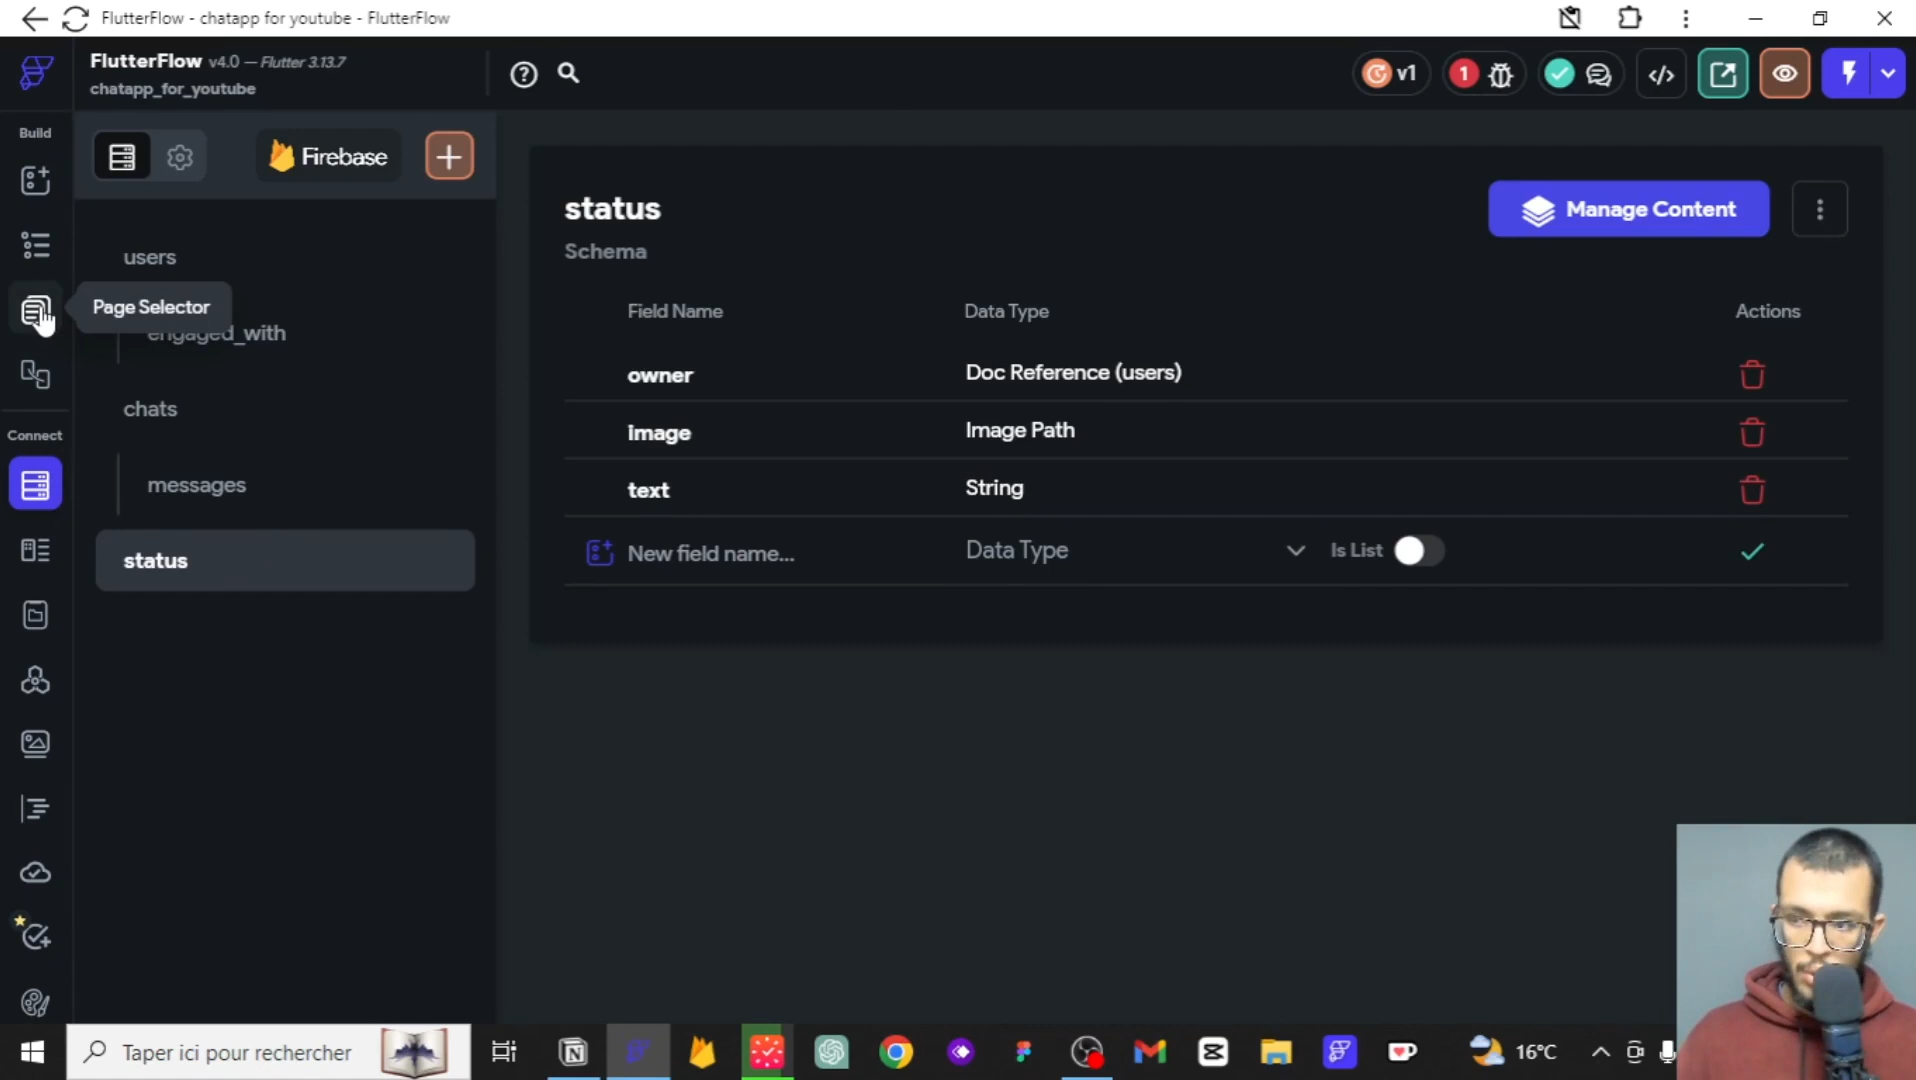 FlutterFlow - chatapp for youtube - FlutterFlow
FlutterFlow v4.0 — Flutter 3.13.7
chatapp_for_youtube
v1
1
Build
Firebase
users
Page Selector
engaged_with
chats
Connect
messages
status
status
Schema
Manage Content
Field Name Data Type Actions
owner Doc Reference (users)
image Image Path
text String
New field name... Data Type Is List
Taper ici pour rechercher
16°C